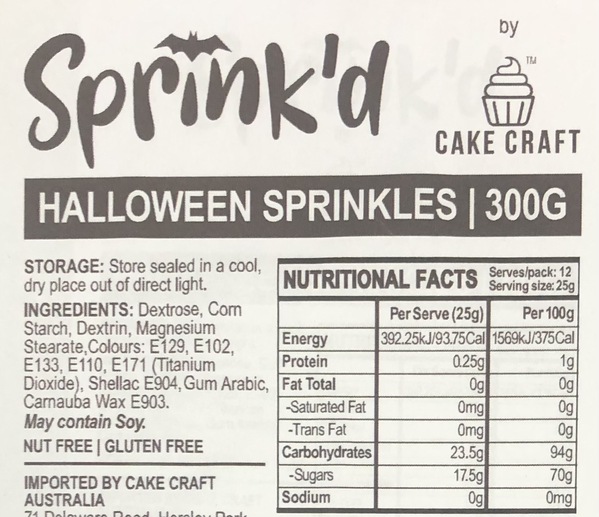 Sprink'd
by
TM
CAKE CRAFT
HALLOWEEN SPRINKLES | 300G
STORAGE: Store sealed in a cool,
dry place out of direct light.
INGREDIENTS: Dextrose, Corn
Starch, Dextrin, Magnesium
Stearate,Colours: E129, E102,
E133, E110, E171 (Titanium
Dioxide), Shellac E904, Gum Arabic,
Carnauba Wax E903.
May contain Soy.
NUT FREE | GLUTEN FREE
IMPORTED BY CAKE CRAFT
AUSTRALIA
NUTRITIONAL FACTS Serves/pack: 12
Serving size: 25g
Per Serve (25g) Per 100g
Energy 392.25kJ/93.75Cal 1569kJ/375Cal
Protein 0.25g 1g
Fat Total 0g 0g
-Saturated Fat 0mg 0g
-Trans Fat 0mg 0g
Carbohydrates 23.5g 94g
-Sugars 17.5g 70g
Sodium 0g 0mg